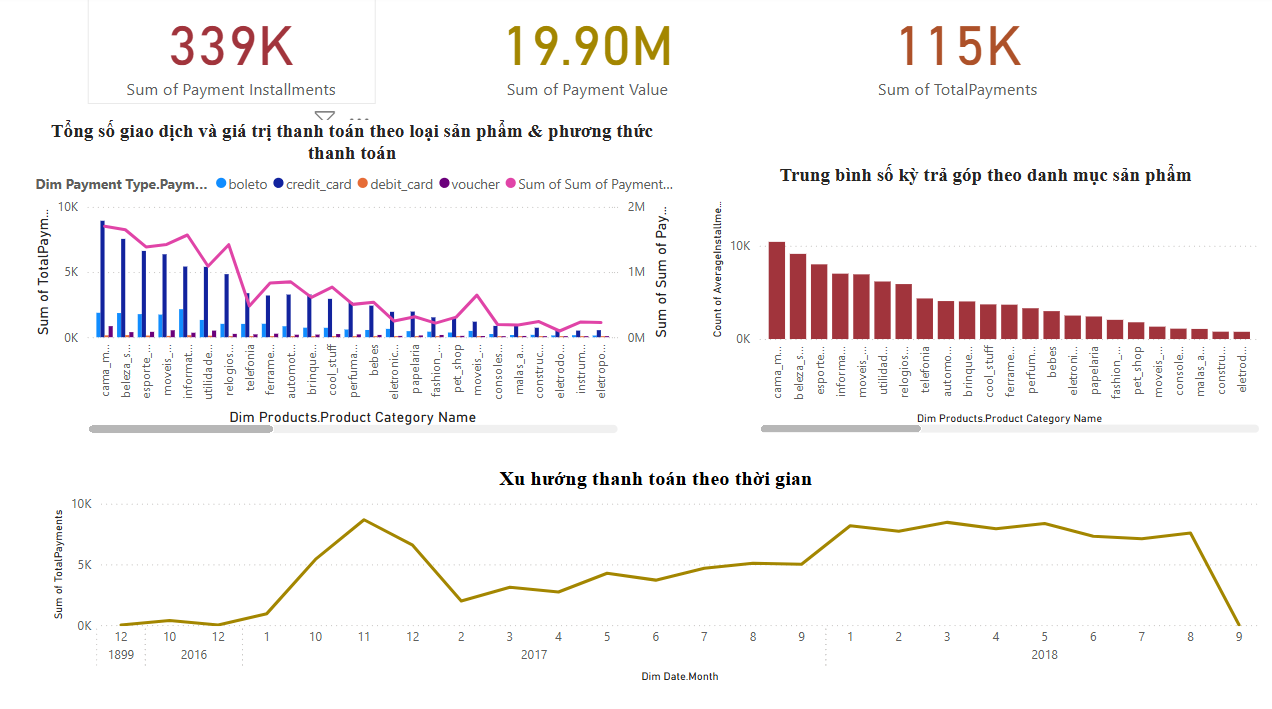 339K
Sum of Payment Installments
19.90M
Sum of Payment Value
115K
Sum of TotalPayments
Tổng số giao dịch và giá trị thanh toán theo loại sản phẩm & phương thức
thanh toán
Dim Payment Type.Paym... boleto credit_card debit_card voucher Sum of Sum of Payment...
10K
5K
0K
2M
1M
0M
Sum of TotalPaym...
Sum of Sum of Pay...
cama_m...
beleza_s...
esporte_...
moveis_...
informat...
utilidade...
relogios...
telefonia
ferrame...
automot...
brinque...
cool_stuff
perfuma...
bebes
eletronic...
papelaria
fashion_...
pet_shop
moveis_...
consoles...
malas_a...
construc...
eletrodo...
instrum...
eletropo...
Dim Products.Product Category Name
Trung bình số kỳ trả góp theo danh mục sản phẩm
Count of AverageInstallme...
10K
0K
cama_m...
beleza_s...
esporte...
informa...
moveis_...
utilidad...
relogios...
telefonia
automo...
brinque...
cool_stuff
ferrame...
perfum...
bebes
eletroni...
papelaria
fashion_...
pet_shop
moveis_...
console...
malas_a...
constru...
eletrod...
Dim Products.Product Category Name
Xu hướng thanh toán theo thời gian
Sum of TotalPayments
10K
5K
0K
12 10 12 1 10 11 12 2 3 4 5 6 7 8 9 1 2 3 4 5 6 7 8 9
1899 2016 2017 2018
Dim Date.Month